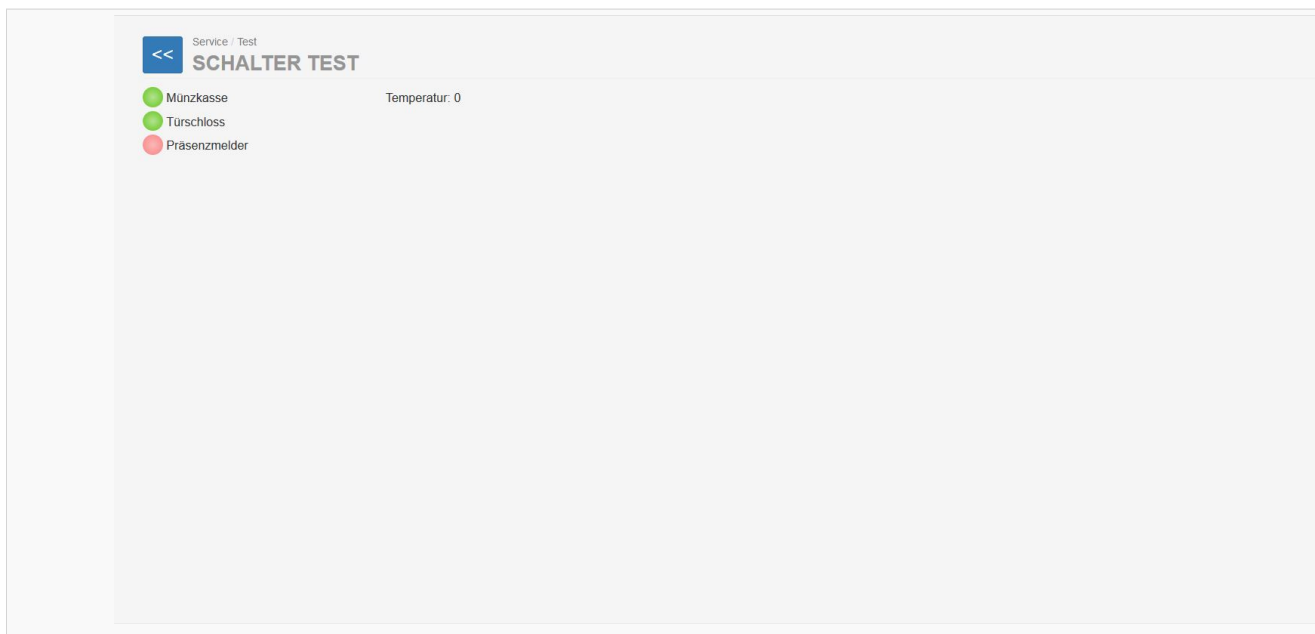 <<
Service / Test
SCHALTER TEST
Münzkasse
Temperatur: 0
Türschloss
Präsenzmelder